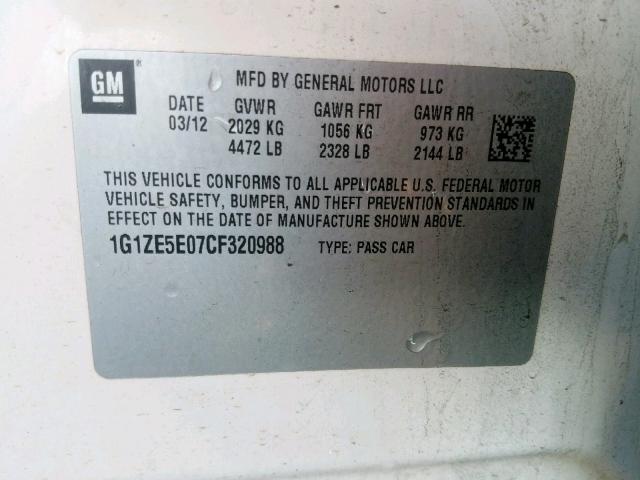 GM
MFD BY GENERAL MOTORS LLC
DATE GVWR GAWR FRT GAWR RR
03/12 2029 KG 1056 KG 973 KG
4472 LB 2328 LB 2144 LB
THIS VEHICLE CONFORMS TO ALL APPLICABLE U.S. FEDERAL MOTOR
VEHICLE SAFETY, BUMPER, AND THEFT PREVENTION STANDARDS IN
EFFECT ON THE DATE OF MANUFACTURE SHOWN ABOVE.
1G1ZE5E07CF320988 TYPE: PASS CAR